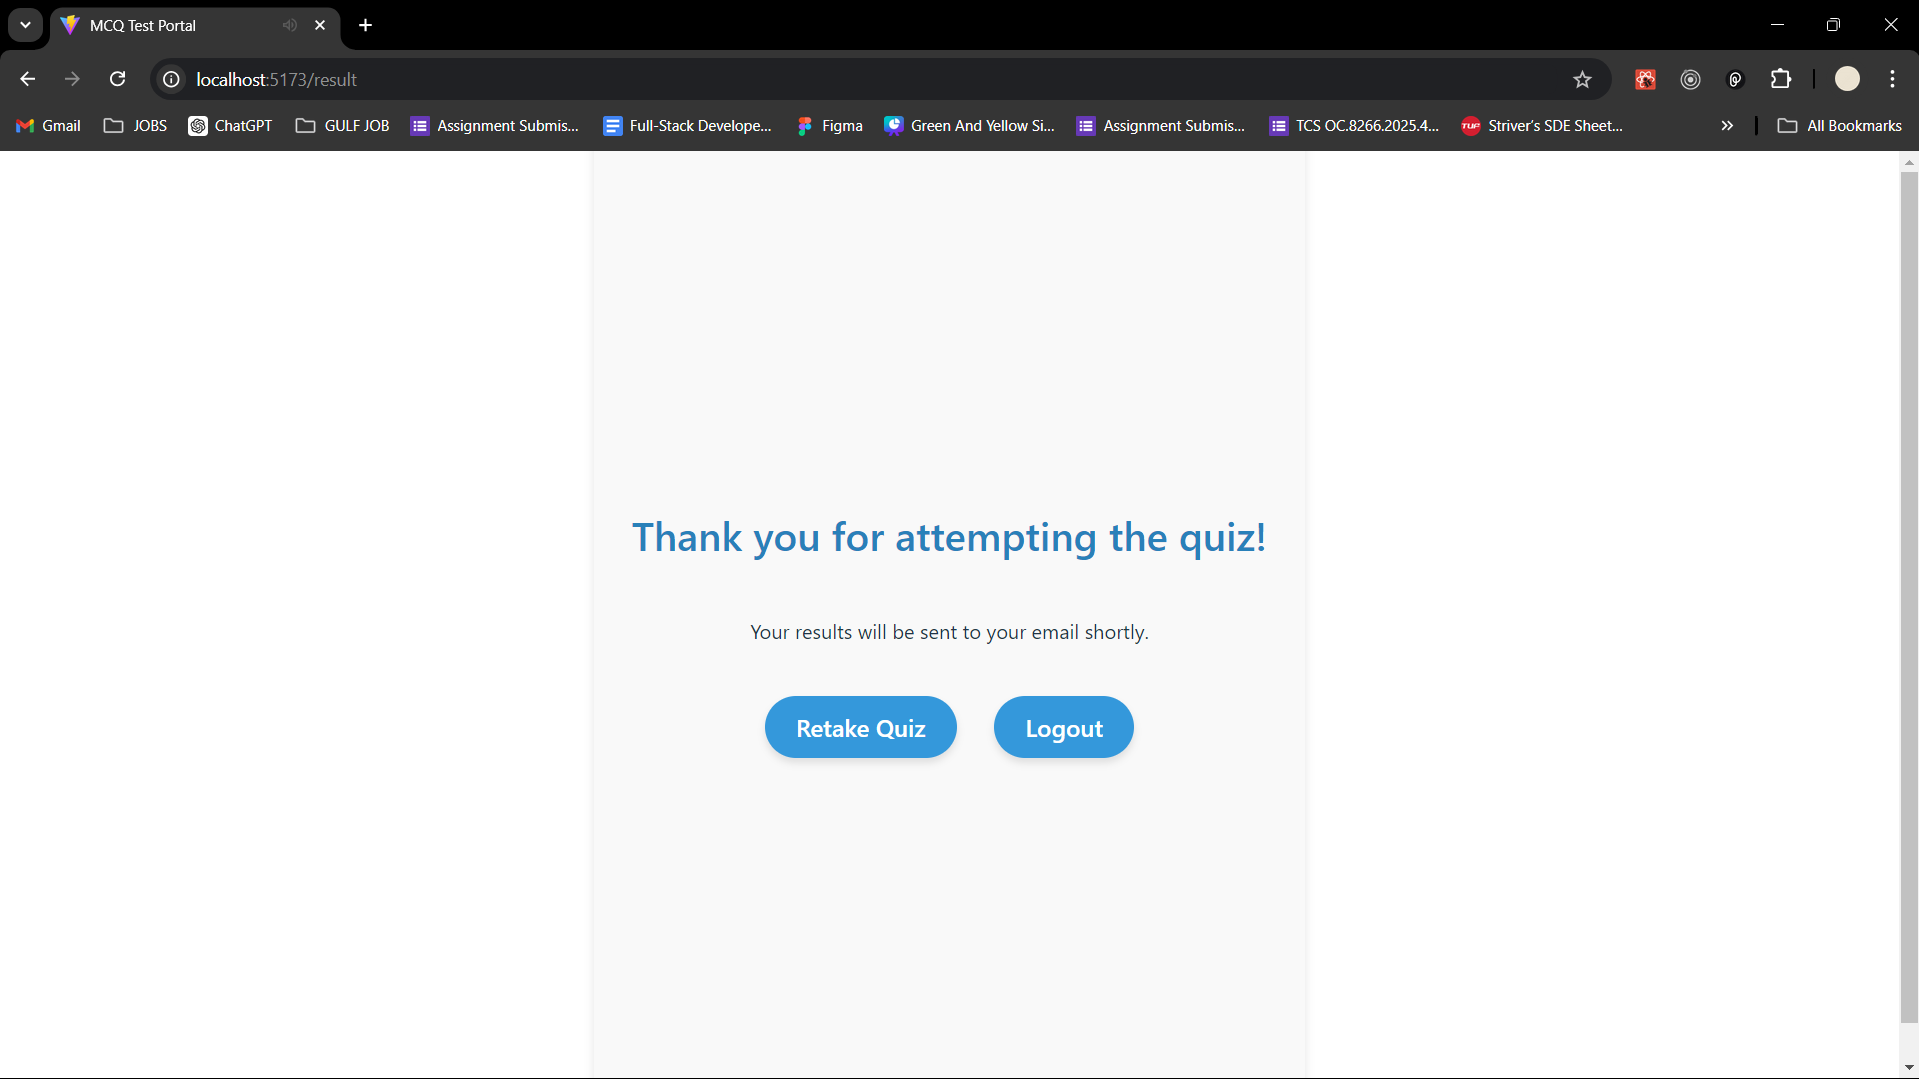 MCQ Test Portal
localhost:5173/result
Gmail JOBS ChatGPT GULF JOB Assignment Submis... Full-Stack Develope... Figma Green And Yellow Si... Assignment Submis... TCS OC.8266.2025.4... TUF Striver's SDE Sheet... All Bookmarks
Thank you for attempting the quiz!
Your results will be sent to your email shortly.
Retake Quiz Logout